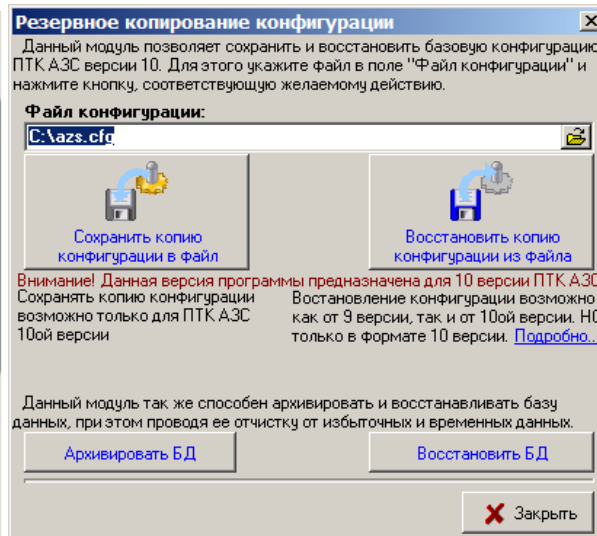 Резервное копирование конфигурации
Данный модуль позволяет сохранить и восстановить базовую конфигурацию
ПТК АЗС версии 10. Для этого укажите файл в поле "Файл конфигурации" и
нажмите кнопку, соответствующую желаемому действию.
Файл конфигурации:
C:\azs.cfg
Сохранить копию
конфигурации в файл
Восстановить копию
конфигурации из файла
Внимание! Данная версия программы предназначена для 10 версии ПТК АЗС
Сохранять копию конфигурации
возможно только для ПТК АЗС
10ой версии
Востановление конфигурации возможно
как от 9 версии, так и от 10ой версии. НО
только в формате 10 версии. Подробно...
Данный модуль так же способен архивировать и восстанавливать базу
данных, при этом проводя ее отчистку от избыточных и временных данных.
Архивировать БД
Восстановить БД
Закрыть